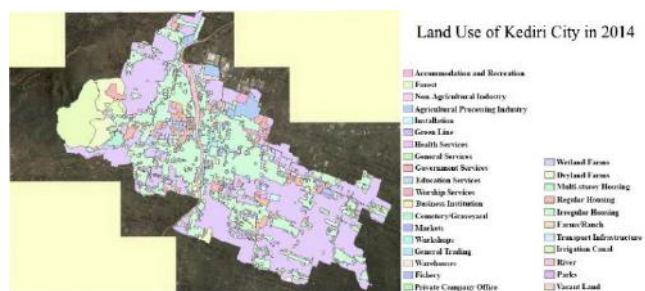 Land Use of Kediri City in 2014
Accommodation and Recreation
Forest
Non Agricultural Industry
Agricultural Processing Industry
Installation
Green Line
Health Services
General Services
Government Services
Education Services
Worship Services
Business Institution
Cemetery/Graveyard
Markets
Workshops
General Trading
Warehouses
Fishery
Private Company Office
Wetland Farms
Dryland Farms
Multi-storey Housing
Regular Housing
Irregular Housing
Farms/Ranch
Transport Infrastructure
Irrigation Canal
River
Parks
Vacant Land